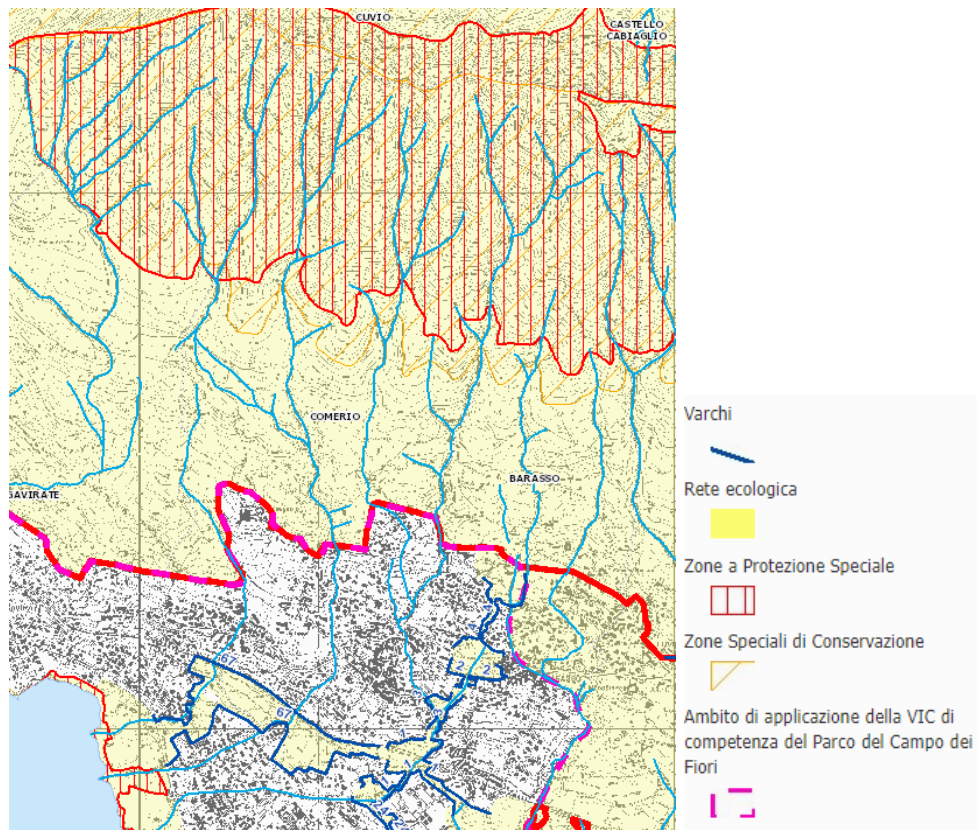 CUVIO
CASTELLO
CABIAGLIO
COMERIO
BARASSO
GAVIRATE
Varchi
Rete ecologica
Zone a Protezione Speciale
Zone Speciali di Conservazione
Ambito di applicazione della VIC di
competenza del Parco del Campo dei
Fiori